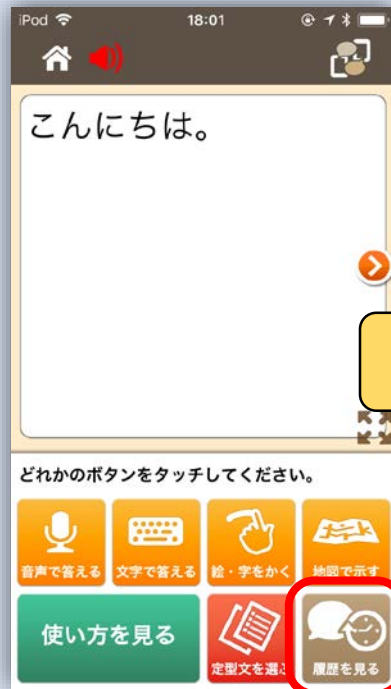 iPod 18:01
こんにちは。
どれかのボタンをタッチしてください。
音声で答える 文字で答える 絵・字をかく 地図で示す
使い方を見る 定型文を選ぶ 履歴を見る